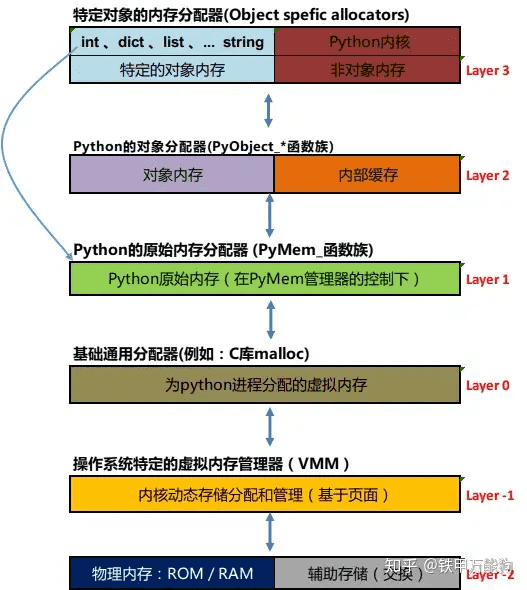 特定对象的内存分配器(Object spefic allocators)
int 、dict 、list 、... string
Python内核
特定的对象内存
非对象内存
Layer 3
Python的对象分配器(PyObject_*函数族)
对象内存
内部缓存
Layer 2
Python的原始内存分配器 (PyMem_函数族)
Python原始内存（在PyMem管理器的控制下）
Layer 1
基础通用分配器(例如：C库malloc)
为python进程分配的虚拟内存
Layer 0
操作系统特定的虚拟内存管理器（VMM）
内核动态存储分配和管理（基于页面）
Layer -1
物理内存：ROM / RAM
辅助存储（交换）
Layer -2
知乎 @铁甲万能狗